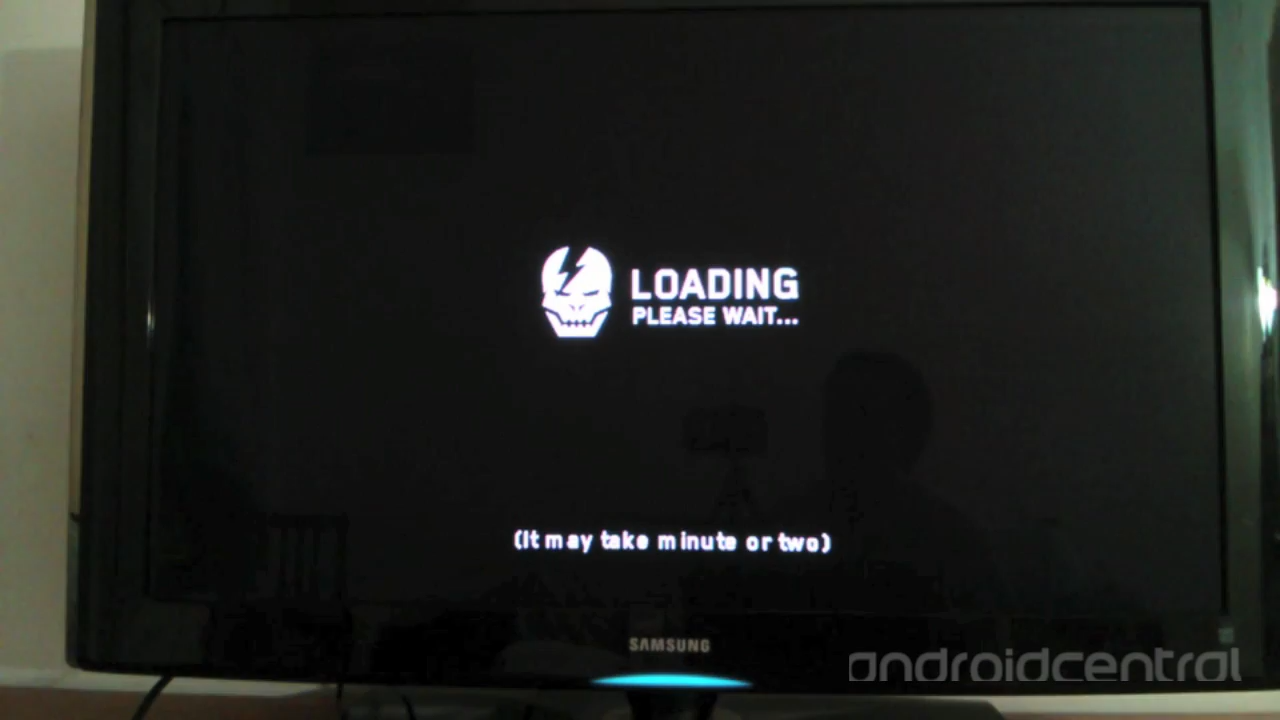 LOADING
PLEASE WAIT...
(It may take minute or two)
SAMSUNG
androidcentral